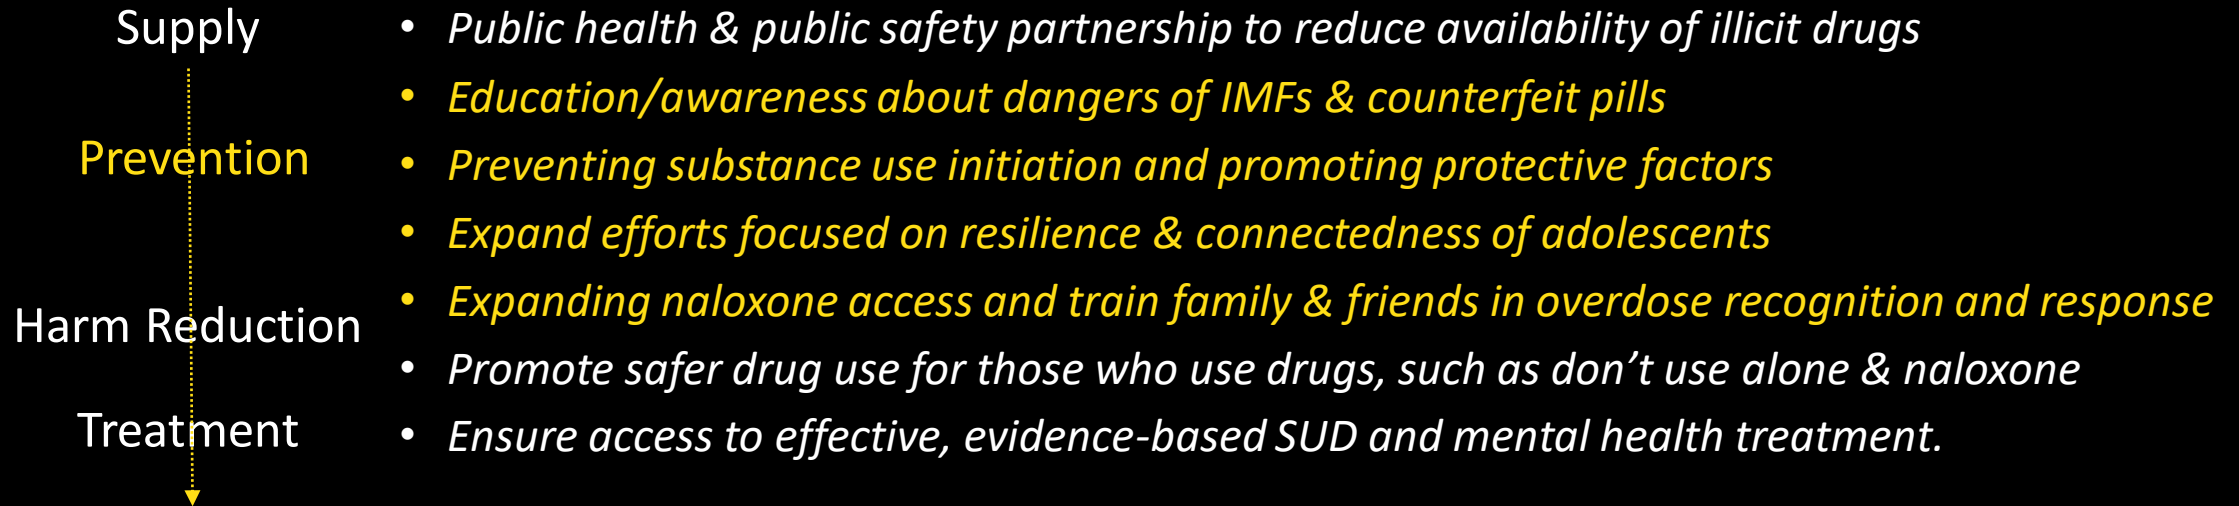 Supply
• Public health & public safety partnership to reduce availability of illicit drugs
• Education/awareness about dangers of IMFs & counterfeit pills
Prevention
• Preventing substance use initiation and promoting protective factors
• Expand efforts focused on resilience & connectedness of adolescents
• Expanding naloxone access and train family & friends in overdose recognition and response
Harm Reduction
• Promote safer drug use for those who use drugs, such as don’t use alone & naloxone
Treatment
• Ensure access to effective, evidence-based SUD and mental health treatment.